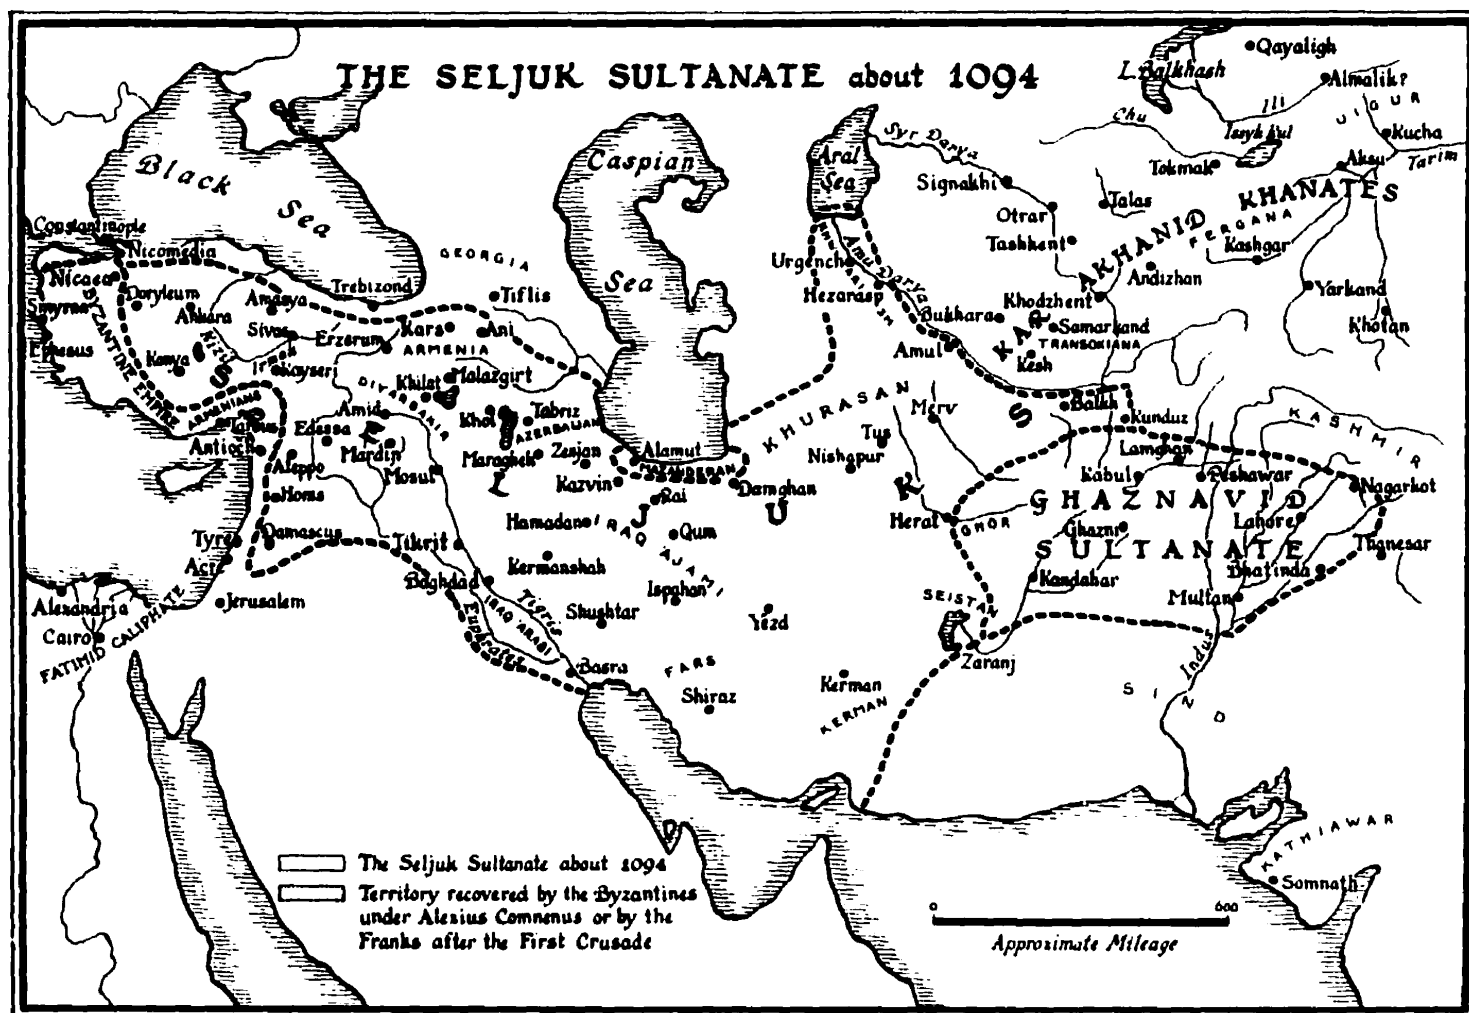 THE SELJUK SULTANATE about 1094
Black Sea
Caspian Sea
Aral Sea
L. Balkhash
Qayaligh
Almalik?
Ili
UIGUR
Chu
Issyk kul
Kucha
Tokmak
Aksu
Tarim
Syr Darya
Signakhi
Otrar
Talas
Tashkent
KARAKHANID KHANATES
FERGANA
Kashgar
Andizhan
Yarkand
Khotan
Khodzhent
Urgench
Amu Darya
Hezarasp
Bukhara
Samarkand
TRANSOXIANA
Kesh
Amul
Constantinople
Nicomedia
Nicaea
Smyrna
Ephesus
BYZANTINE EMPIRE
Doryleum
Ankara
Amasya
Sivas
Kizil Irmak
Konya
Kayseri
Trebizond
Erzerum
GEORGIA
Tiflis
Kars
Ani
ARMENIA
Malazgirt
Khilat
DIYARBAKR
Amid
Edessa
Mardin
Mosul
ARMENIANS
Tarsus
Antioch
Aleppo
Homs
Damascus
Tyre
Acre
Jerusalem
Alexandria
Cairo
FATIMID CALIPHATE
Khoi
Tabriz
AZERBAIJAN
Maragheh
Zenjan
Kazvin
Alamut
MAZANDERAN
Damghan
Rai
Hamadan
IRAQ AJAMI
Qum
Kermanshah
Ispahan
Tikrit
Baghdad
Tigris
IRAQ ARABI
Euphrates
Basra
Shushtar
Yezd
FARS
Shiraz
Kerman
KERMAN
SELJUKS
KHURASAN
Merv
Tus
Nishapur
Herat
GHOR
SEISTAN
Zaranj
Balkh
Kunduz
Lamghan
Kabul
Peshawar
KASHMIR
Nagarkot
GHAZNAVID SULTANATE
Ghazni
Lahore
Thanesar
Kandahar
Bhatinda
Multan
Indus
SIND
KATHIAWAR
Somnath
The Seljuk Sultanate about 1094
Territory recovered by the Byzantines
under Alexius Comnenus or by the
Franks after the First Crusade
0 600
Approximate Mileage